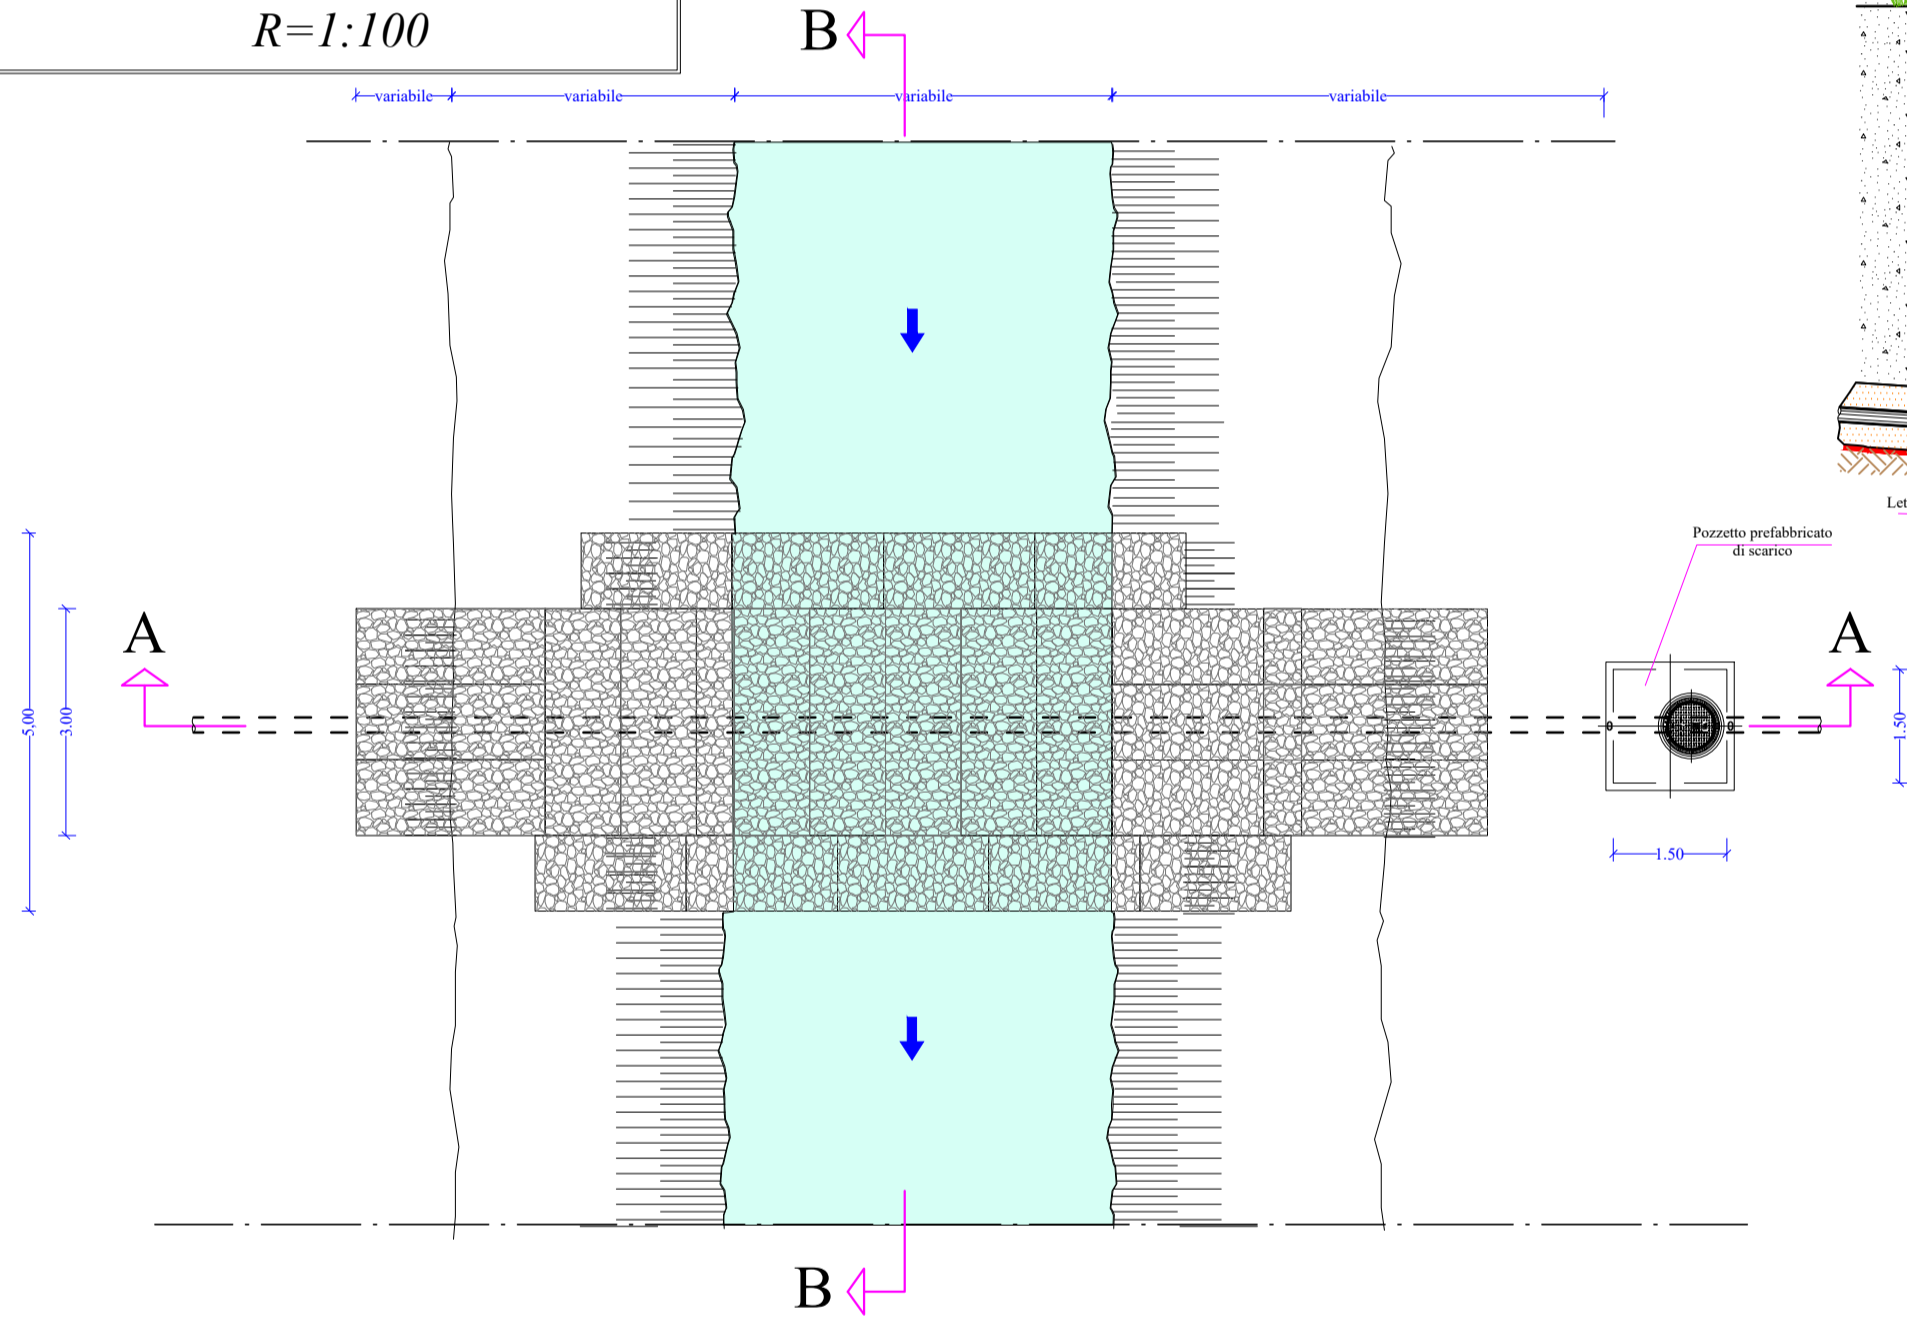 R=1:100
B
variabile
variabile
variabile
variabile
Let
Pozzetto prefabbricato
di scarico
A
A
5,00
3.00
1.50
1.50
B